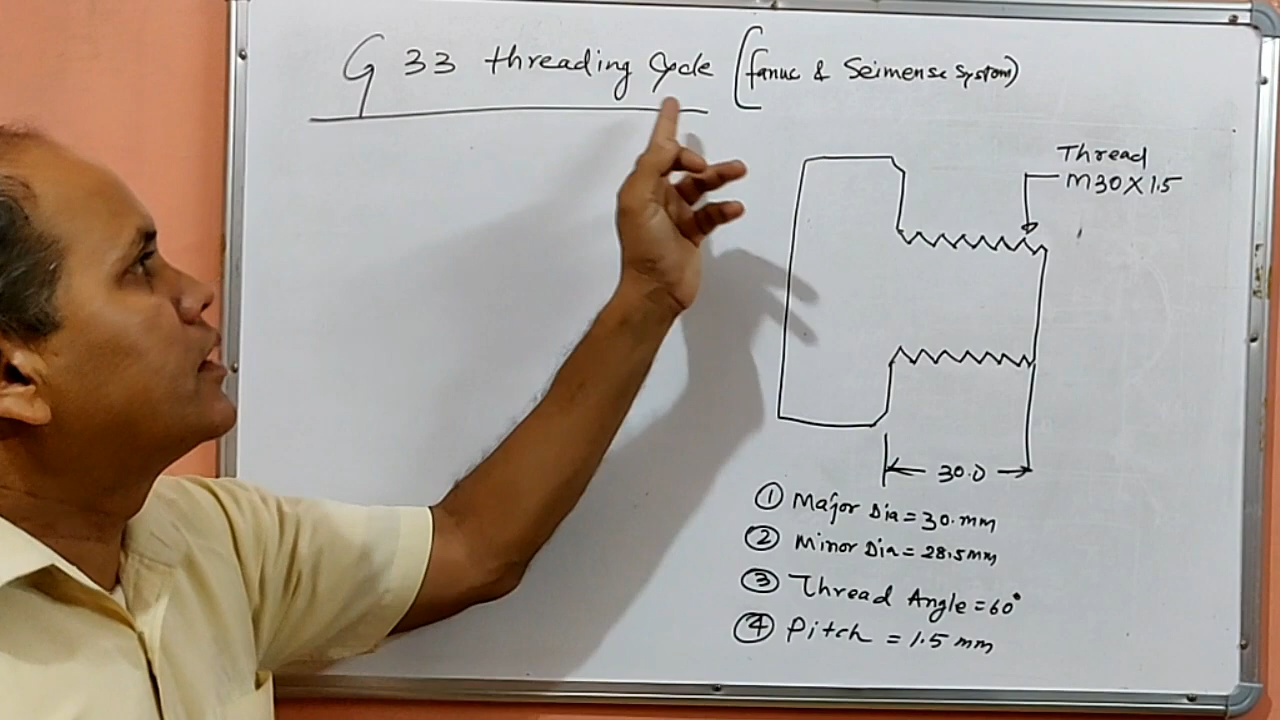 G 33 threading Cycle (Fanuc & Seimense System)
Thread
M30X1.5
30.0
① Major Dia = 30.mm
② Minor Dia = 28.5mm
③ Thread Angle = 60°
④ Pitch = 1.5 mm